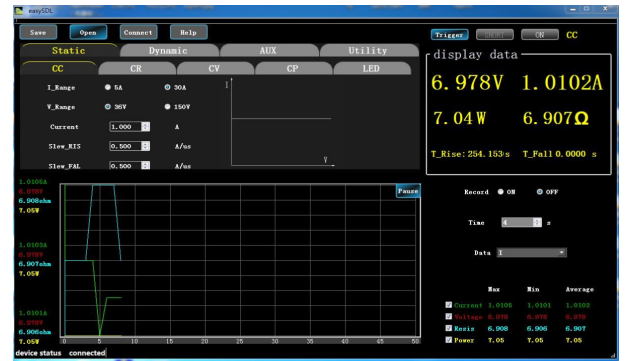 easySDL
Save Open Connect Help
Trigger SHORT ON CC
Static Dynamic AUX Utility
CC CR CV CP LED
display data
6.978V 1.0102A
7.04W 6.907Ω
T_Rise:254.153s T_Fall0.0000 s
I_Range 5A 30A
V_Range 36V 150V
Current 1.000 A
Slew_RIS 0.500 A/us
Slew_FAL 0.500 A/us
I
V
Pause
1.0105A
6.978V
6.908ohm
7.05W
1.0103A
6.978V
6.907ohm
7.05W
1.0101A
6.978V
6.906ohm
7.05W
0 5 10 15 20 25 30 35 40 45 50
Record ON OFF
Time 4 s
Data I
Max Min Average
Current 1.0105 1.0101 1.0102
Voltage 6.978 6.978 6.978
Resis 6.908 6.906 6.907
Power 7.05 7.05 7.05
device status connected